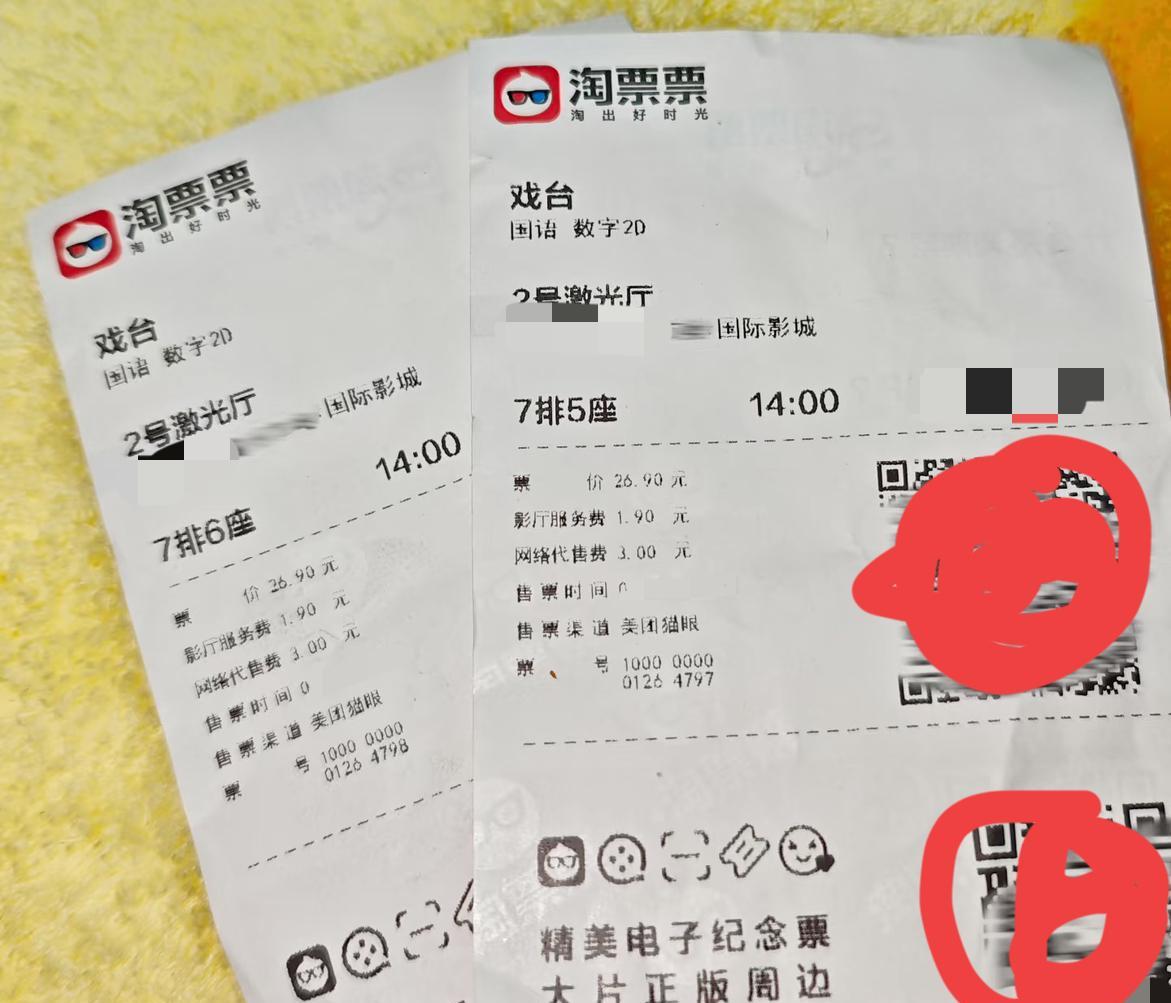 淘票票
淘出好时光
戏台
国语 数字2D
2号激光厅
国际影城
14:00
7排6座
票 价 26.90 元
影厅服务费 1.90 元
网络代售费 3.00 元
售票时间 0
售票渠道 美团猫眼
票 号 1000 0000
0126 4798
淘票票
淘出好时光
戏台
国语 数字2D
2号激光厅
国际影城
7排5座 14:00
票 价 26.90 元
影厅服务费 1.90 元
网络代售费 3.00 元
售票时间
售票渠道 美团猫眼
票 号 1000 0000
0126 4797
精美电子纪念票
大片正版周边